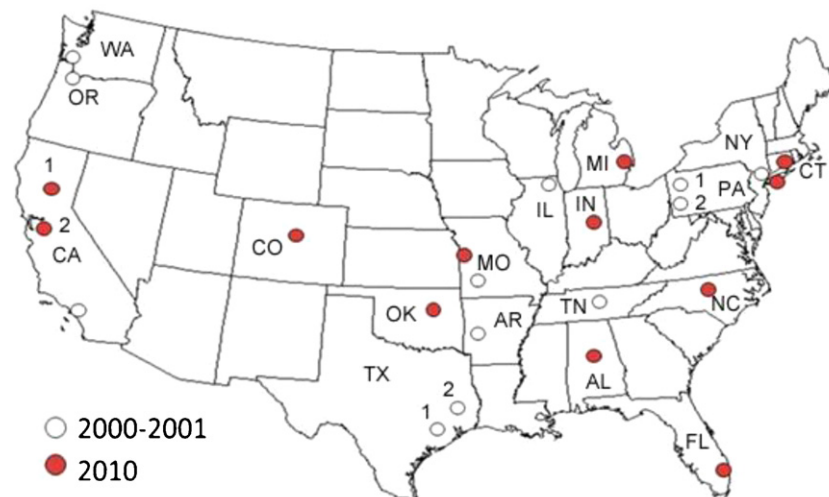 WA
OR
NY
1
MI
CT
1
PA
2
IL
IN
2
CA
CO
MO
OK
AR
TN
NC
TX
AL
2
1
FL
2000-2001
2010